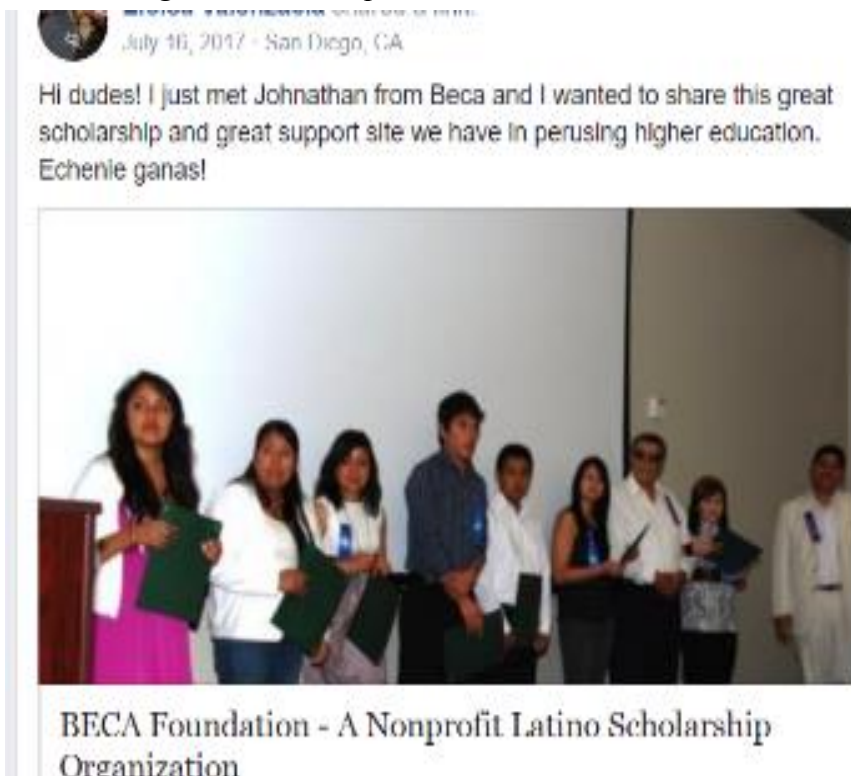 shared a link.
July 16, 2017 · San Diego, CA
Hi dudes! I just met Johnathan from Beca and I wanted to share this great
scholarship and great support site we have in perusing higher education.
Echenle ganas!
BECA Foundation - A Nonprofit Latino Scholarship
Organization